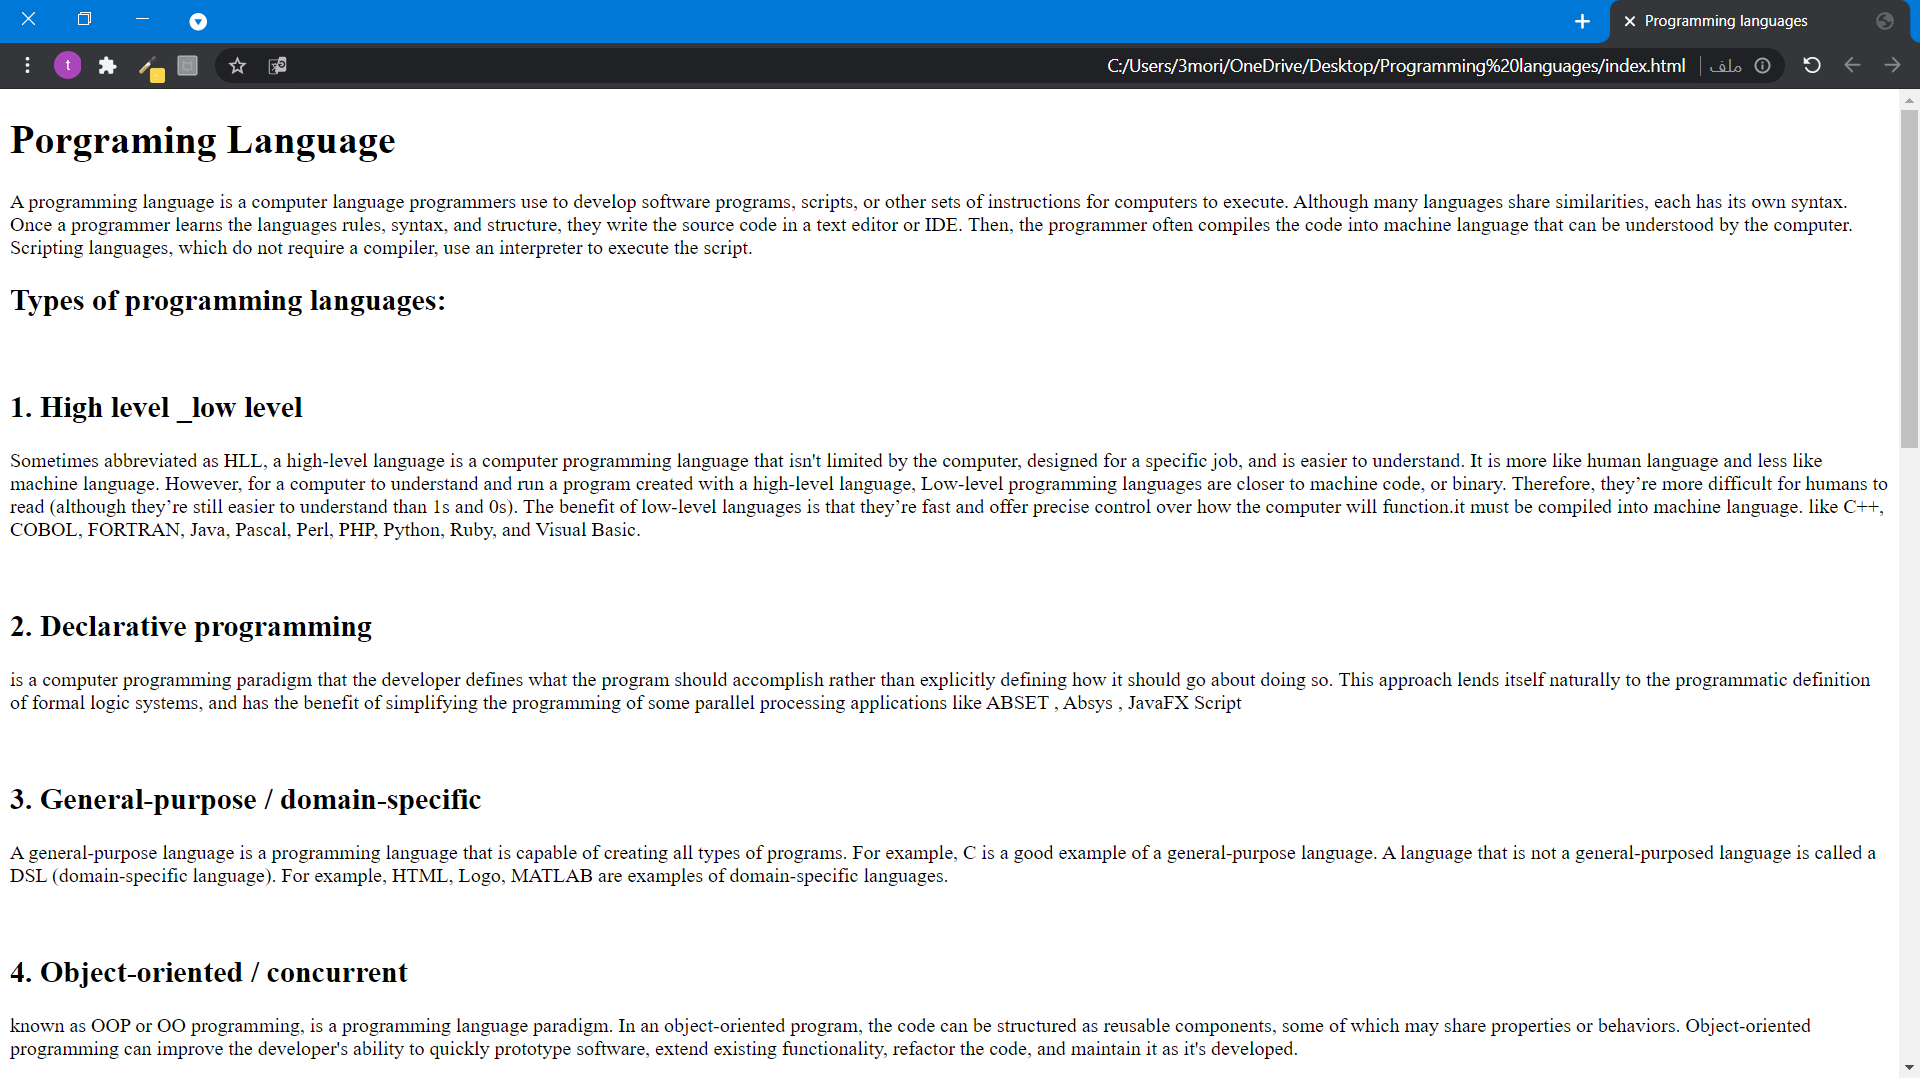 Programming languages
t
C:/Users/3mori/OneDrive/Desktop/Programming%20languages/index.html
ملف
Porgraming Language
A programming language is a computer language programmers use to develop software programs, scripts, or other sets of instructions for computers to execute. Although many languages share similarities, each has its own syntax.
Once a programmer learns the languages rules, syntax, and structure, they write the source code in a text editor or IDE. Then, the programmer often compiles the code into machine language that can be understood by the computer.
Scripting languages, which do not require a compiler, use an interpreter to execute the script.
Types of programming languages:
1. High level _low level
Sometimes abbreviated as HLL, a high-level language is a computer programming language that isn't limited by the computer, designed for a specific job, and is easier to understand. It is more like human language and less like
machine language. However, for a computer to understand and run a program created with a high-level language, Low-level programming languages are closer to machine code, or binary. Therefore, they’re more difficult for humans to
read (although they’re still easier to understand than 1s and 0s). The benefit of low-level languages is that they’re fast and offer precise control over how the computer will function.it must be compiled into machine language. like C++,
COBOL, FORTRAN, Java, Pascal, Perl, PHP, Python, Ruby, and Visual Basic.
2. Declarative programming
is a computer programming paradigm that the developer defines what the program should accomplish rather than explicitly defining how it should go about doing so. This approach lends itself naturally to the programmatic definition
of formal logic systems, and has the benefit of simplifying the programming of some parallel processing applications like ABSET , Absys , JavaFX Script
3. General-purpose / domain-specific
A general-purpose language is a programming language that is capable of creating all types of programs. For example, C is a good example of a general-purpose language. A language that is not a general-purposed language is called a
DSL (domain-specific language). For example, HTML, Logo, MATLAB are examples of domain-specific languages.
4. Object-oriented / concurrent
known as OOP or OO programming, is a programming language paradigm. In an object-oriented program, the code can be structured as reusable components, some of which may share properties or behaviors. Object-oriented
programming can improve the developer's ability to quickly prototype software, extend existing functionality, refactor the code, and maintain it as it's developed.